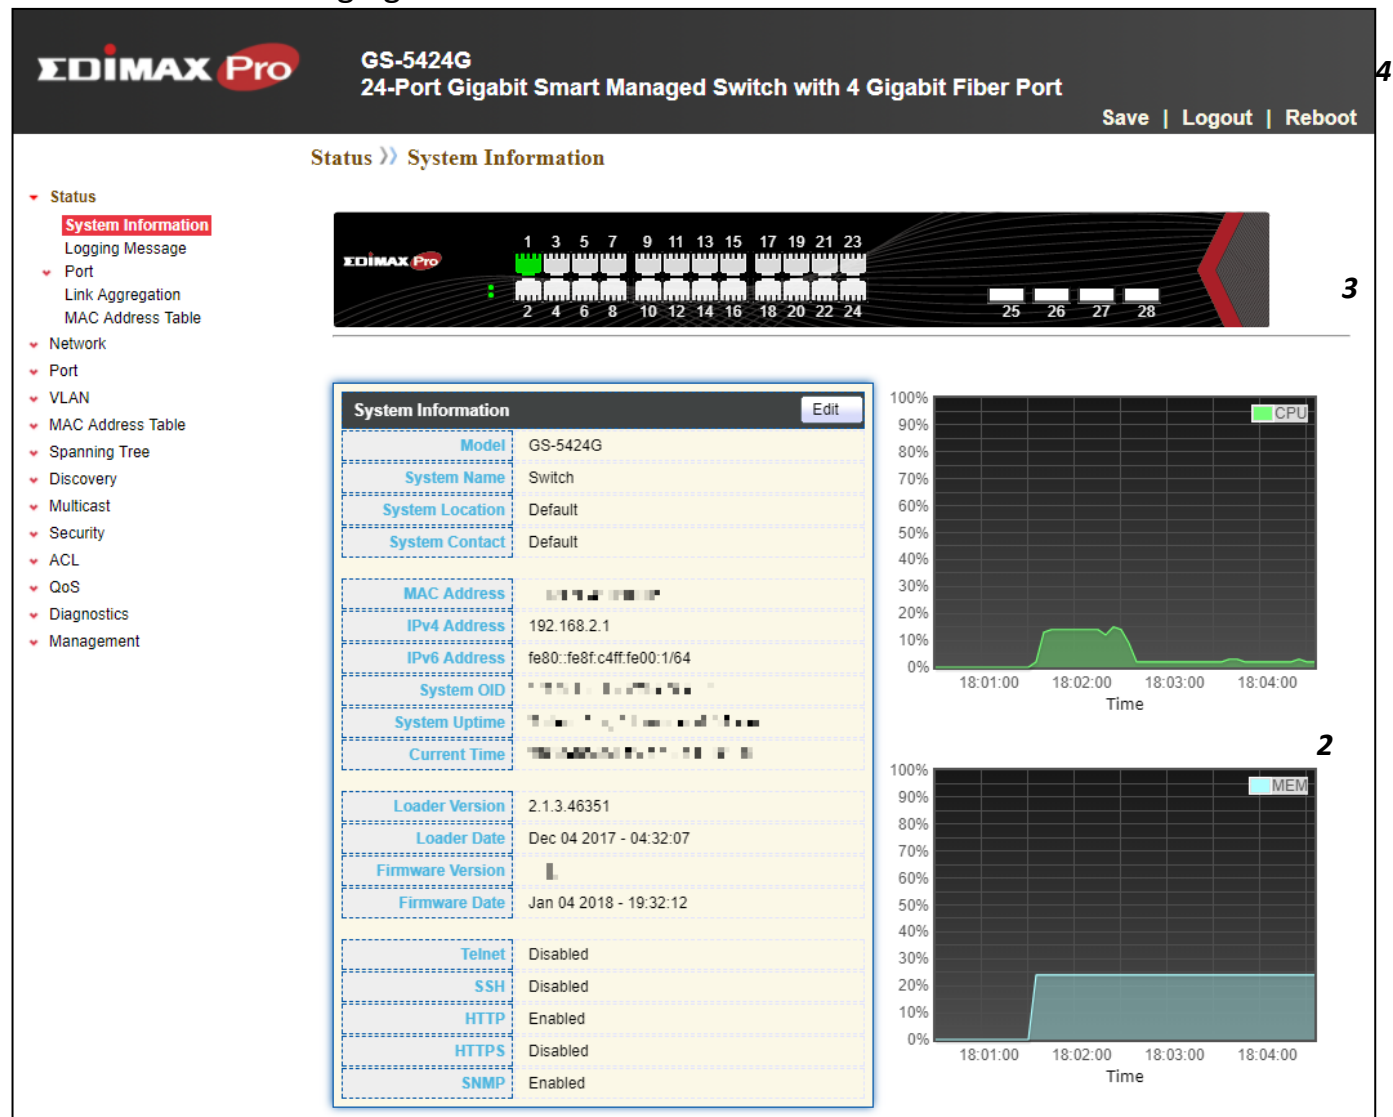 EDIMAX Pro
GS-5424G
24-Port Gigabit Smart Managed Switch with 4 Gigabit Fiber Port
4
Save | Logout | Reboot
Status » System Information
Status
System Information
Logging Message
Port
Link Aggregation
MAC Address Table
Network
Port
VLAN
MAC Address Table
Spanning Tree
Discovery
Multicast
Security
ACL
QoS
Diagnostics
Management
EDIMAX Pro
1 3 5 7 9 11 13 15 17 19 21 23
2 4 6 8 10 12 14 16 18 20 22 24
25 26 27 28
3
System Information Edit
Model GS-5424G
System Name Switch
System Location Default
System Contact Default
MAC Address
IPv4 Address 192.168.2.1
IPv6 Address fe80::fe8f:c4ff:fe00:1/64
System OID
System Uptime
Current Time
Loader Version 2.1.3.46351
Loader Date Dec 04 2017 - 04:32:07
Firmware Version
Firmware Date Jan 04 2018 - 19:32:12
Telnet Disabled
SSH Disabled
HTTP Enabled
HTTPS Disabled
SNMP Enabled
CPU
100%
90%
80%
70%
60%
50%
40%
30%
20%
10%
0%
18:01:00 18:02:00 18:03:00 18:04:00
Time
2
MEM
100%
90%
80%
70%
60%
50%
40%
30%
20%
10%
0%
18:01:00 18:02:00 18:03:00 18:04:00
Time